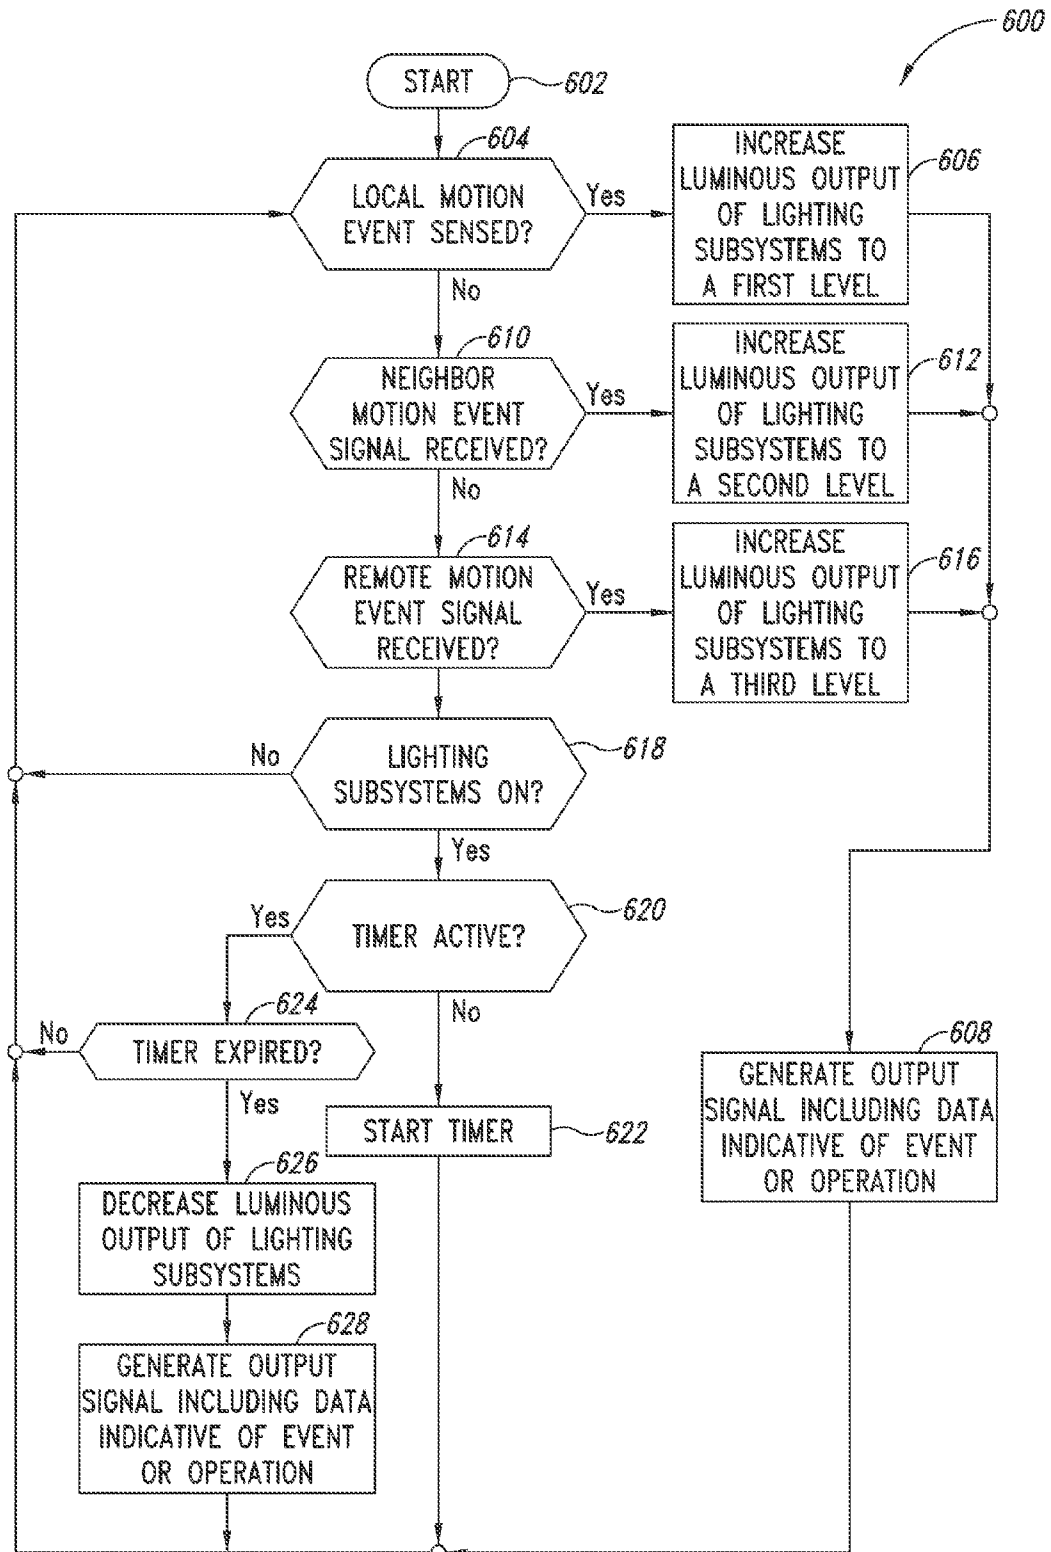 600
START
602
604
LOCAL MOTION
EVENT SENSED?
Yes
No
INCREASE
LUMINOUS OUTPUT
OF LIGHTING
SUBSYSTEMS TO
A FIRST LEVEL
606
610
NEIGHBOR
MOTION EVENT
SIGNAL RECEIVED?
Yes
No
INCREASE
LUMINOUS OUTPUT
OF LIGHTING
SUBSYSTEMS TO
A SECOND LEVEL
612
614
REMOTE MOTION
EVENT SIGNAL
RECEIVED?
Yes
INCREASE
LUMINOUS OUTPUT
OF LIGHTING
SUBSYSTEMS TO
A THIRD LEVEL
616
No
LIGHTING
SUBSYSTEMS ON?
618
Yes
Yes
TIMER ACTIVE?
620
No
624
No
TIMER EXPIRED?
Yes
START TIMER
622
608
GENERATE OUTPUT
SIGNAL INCLUDING DATA
INDICATIVE OF EVENT
OR OPERATION
626
DECREASE LUMINOUS
OUTPUT OF LIGHTING
SUBSYSTEMS
628
GENERATE OUTPUT
SIGNAL INCLUDING DATA
INDICATIVE OF EVENT
OR OPERATION